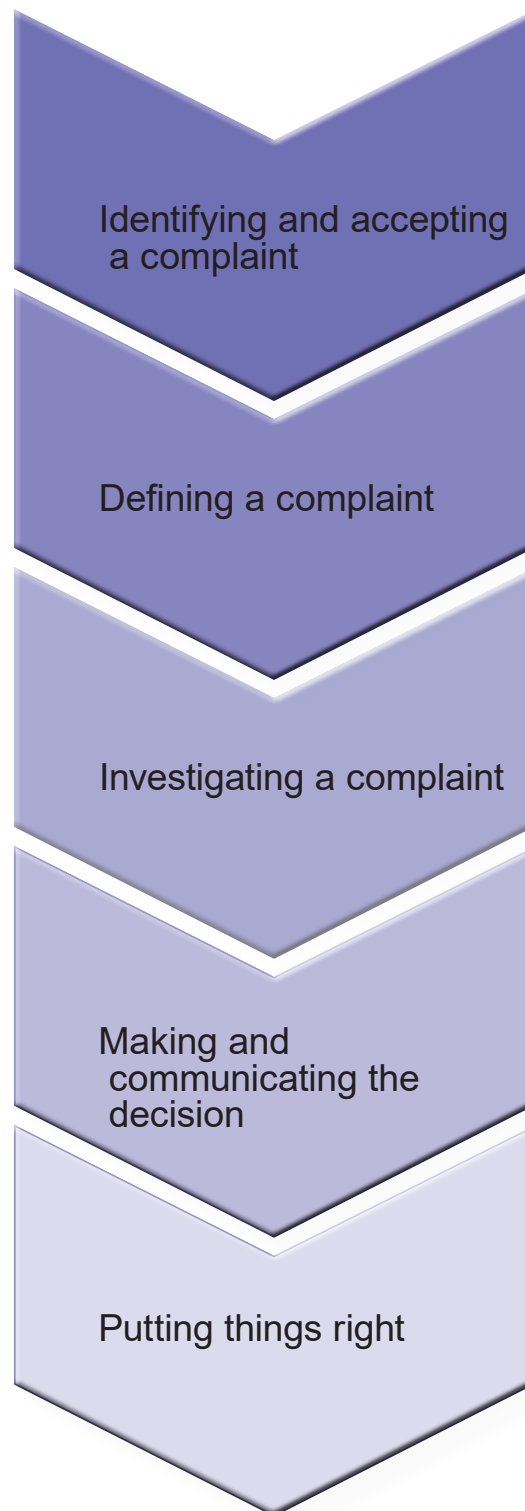 Identifying and accepting
a complaint
Defining a complaint
Investigating a complaint
Making and
communicating the
decision
Putting things right